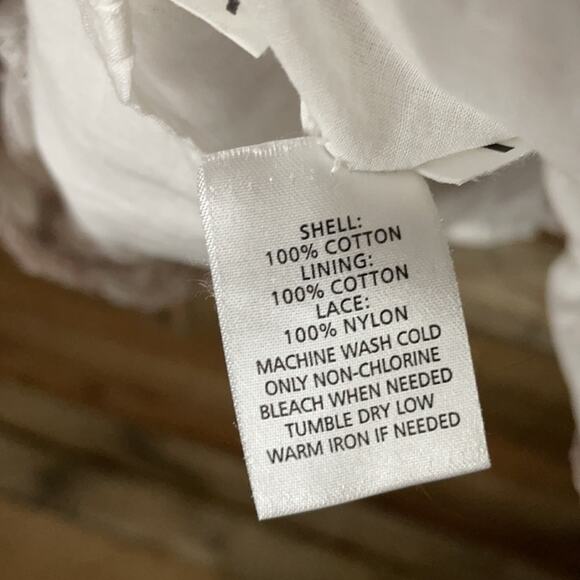 SHELL:
100% COTTON
LINING:
100% COTTON
LACE:
100% NYLON
MACHINE WASH COLD
ONLY NON-CHLORINE
BLEACH WHEN NEEDED
TUMBLE DRY LOW
WARM IRON IF NEEDED